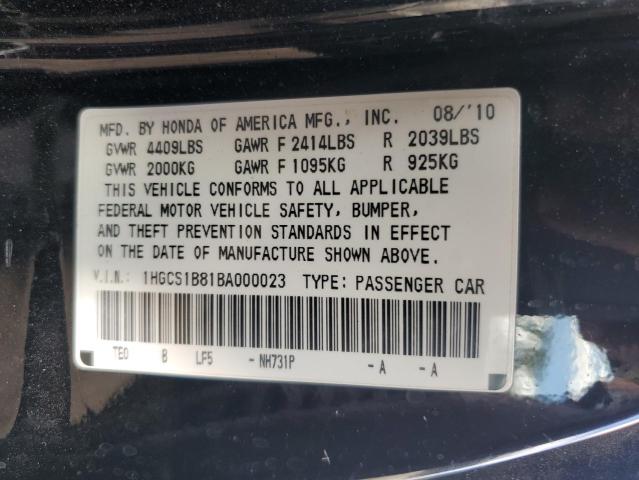 MFD. BY HONDA OF AMERICA MFG., INC. 08/'10
GVWR 4409LBS GAWR F 2414LBS R 2039LBS
GVWR 2000KG GAWR F 1095KG R 925KG
THIS VEHICLE CONFORMS TO ALL APPLICABLE
FEDERAL MOTOR VEHICLE SAFETY, BUMPER,
AND THEFT PREVENTION STANDARDS IN EFFECT
ON THE DATE OF MANUFACTURE SHOWN ABOVE.
V.I.N.: 1HGCS1B81BA000023 TYPE: PASSENGER CAR
TE0 B LF5 - NH731P - A - A